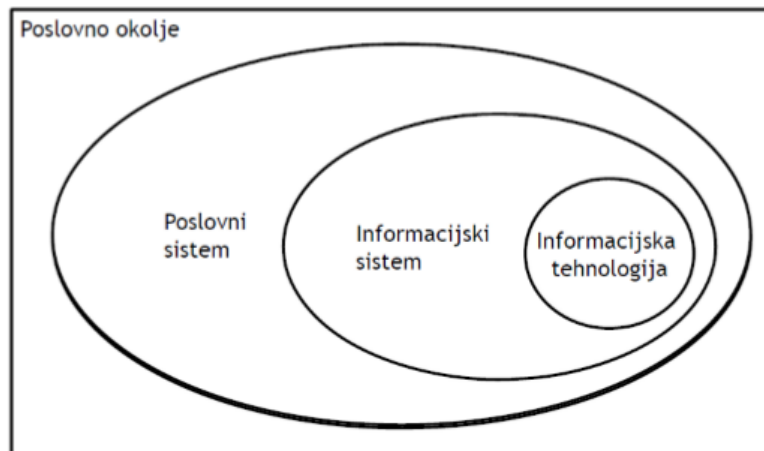 Poslovno okolje
Poslovni
sistem
Informacijski
sistem
Informacijska
tehnologija